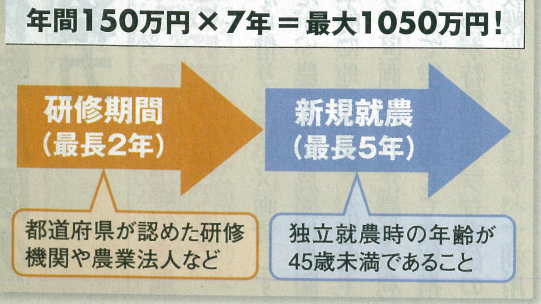 年間150万円×7年＝最大1050万円！
研修期間
（最長2年）
新規就農
（最長5年）
都道府県が認めた研修
機関や農業法人など
独立就農時の年齢が
45歳未満であること